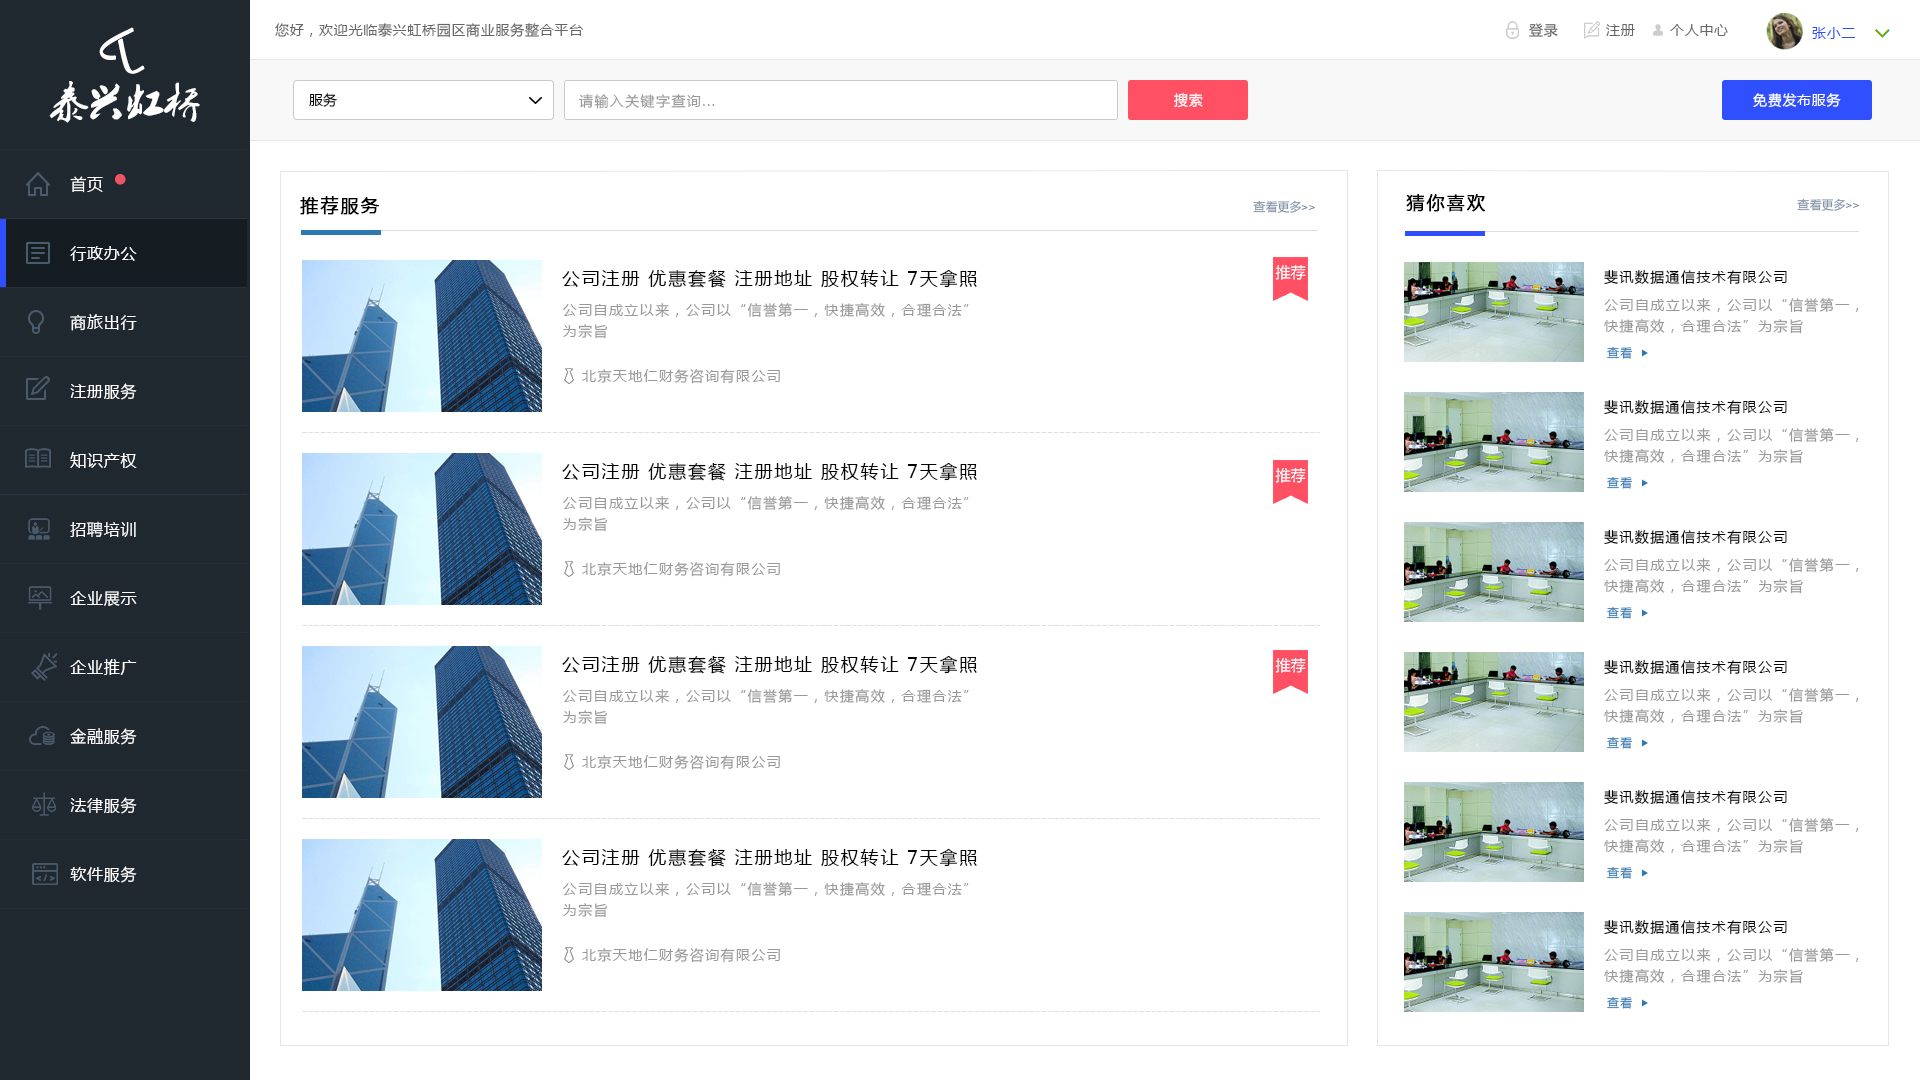 您好，欢迎光临泰兴虹桥园区商业服务整合平台
登录
注册
个人中心
张小二
泰兴虹桥
服务
请输入关键字查询...
搜索
免费发布服务
首页
行政办公
商旅出行
注册服务
知识产权
招聘培训
企业展示
企业推广
金融服务
法律服务
软件服务
推荐服务
查看更多>>
公司注册 优惠套餐 注册地址 股权转让 7天拿照
推荐
公司自成立以来，公司以“信誉第一，快捷高效，合理合法”
为宗旨
北京天地仁财务咨询有限公司
公司注册 优惠套餐 注册地址 股权转让 7天拿照
推荐
公司自成立以来，公司以“信誉第一，快捷高效，合理合法”
为宗旨
北京天地仁财务咨询有限公司
公司注册 优惠套餐 注册地址 股权转让 7天拿照
推荐
公司自成立以来，公司以“信誉第一，快捷高效，合理合法”
为宗旨
北京天地仁财务咨询有限公司
公司注册 优惠套餐 注册地址 股权转让 7天拿照
公司自成立以来，公司以“信誉第一，快捷高效，合理合法”
为宗旨
北京天地仁财务咨询有限公司
猜你喜欢
查看更多>>
斐讯数据通信技术有限公司
公司自成立以来，公司以“信誉第一，
快捷高效，合理合法”为宗旨
查看
斐讯数据通信技术有限公司
公司自成立以来，公司以“信誉第一，
快捷高效，合理合法”为宗旨
查看
斐讯数据通信技术有限公司
公司自成立以来，公司以“信誉第一，
快捷高效，合理合法”为宗旨
查看
斐讯数据通信技术有限公司
公司自成立以来，公司以“信誉第一，
快捷高效，合理合法”为宗旨
查看
斐讯数据通信技术有限公司
公司自成立以来，公司以“信誉第一，
快捷高效，合理合法”为宗旨
查看
斐讯数据通信技术有限公司
公司自成立以来，公司以“信誉第一，
快捷高效，合理合法”为宗旨
查看